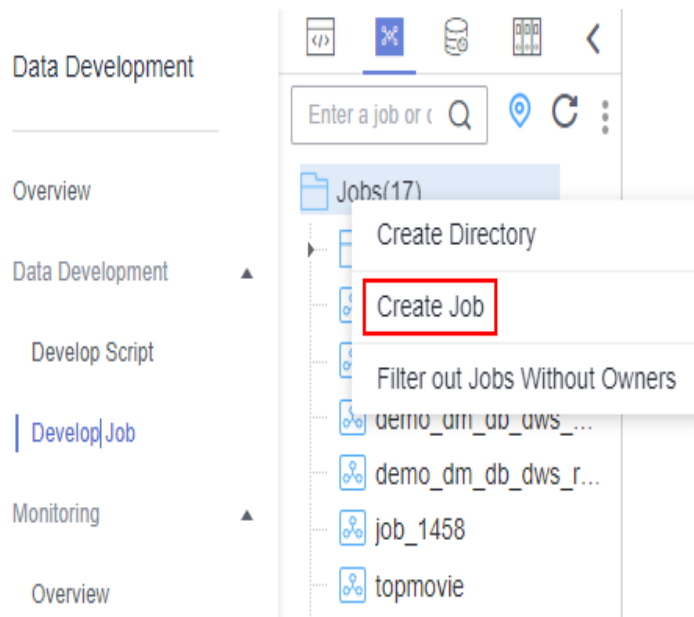 Data Development
Overview
Data Development
Develop Script
Develop Job
Monitoring
Overview
Enter a job or
Jobs(17)
Create Directory
Create Job
Filter out Jobs Without Owners
demo_dm_db_dws_...
demo_dm_db_dws_r...
job_1458
topmovie